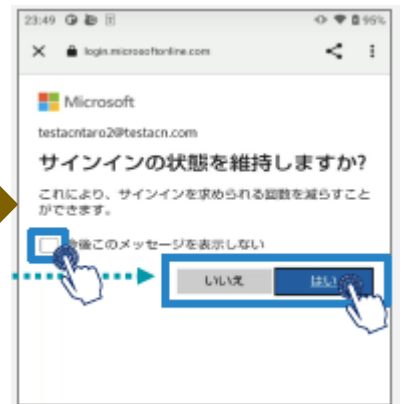 23:49
95%
login.microsoftonline.com
Microsoft
testacntaro2@testacn.com
サインインの状態を維持しますか?
これにより、サインインを求められる回数を減らすこと
ができます。
今後このメッセージを表示しない
いいえ はい